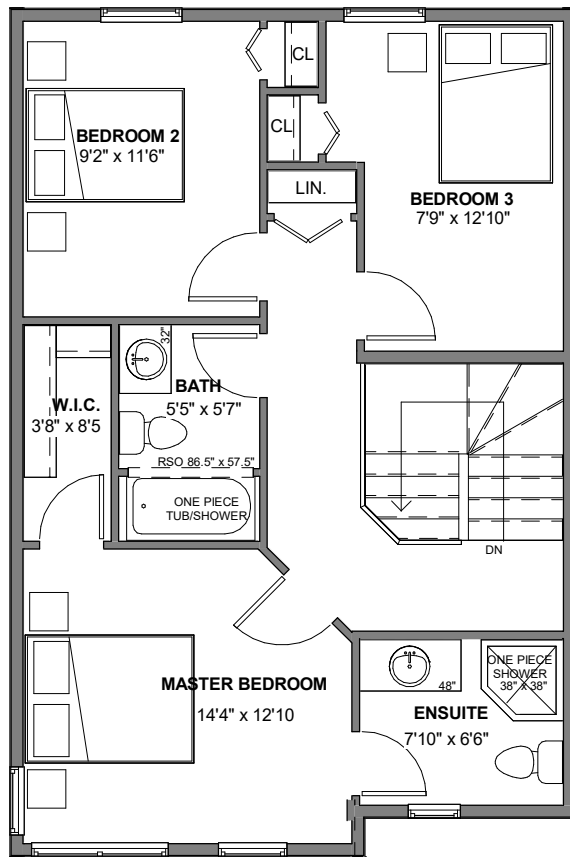 CL
CL
BEDROOM 2
9'2" x 11'6"
LIN.
BEDROOM 3
7'9" x 12'10"
32"
BATH
5'5" x 5'7"
W.I.C.
3'8" x 8'5
RSO 86.5" x 57.5"
ONE PIECE
TUB/SHOWER
DN
MASTER BEDROOM
14'4" x 12'10
ONE PIECE
SHOWER
38" x 38"
48"
ENSUITE
7'10" x 6'6"